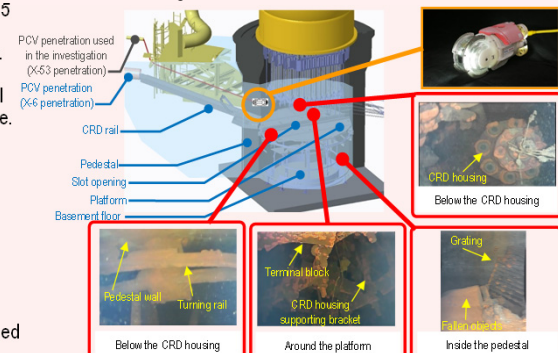 5
PCV penetration used
in the investigation
(X-53 penetration)
PCV penetration
(X-6 penetration)
l
e.
CRD rail
Pedestal
Slot opening
Platform
Basement floor
CRD housing
Below the CRD housing
Pedestal wall
Turning rail
Below the CRD housing
Terminal block
CRD housing
supporting bracket
Around the platform
Grating
Fallen objects
Inside the pedestal
ed